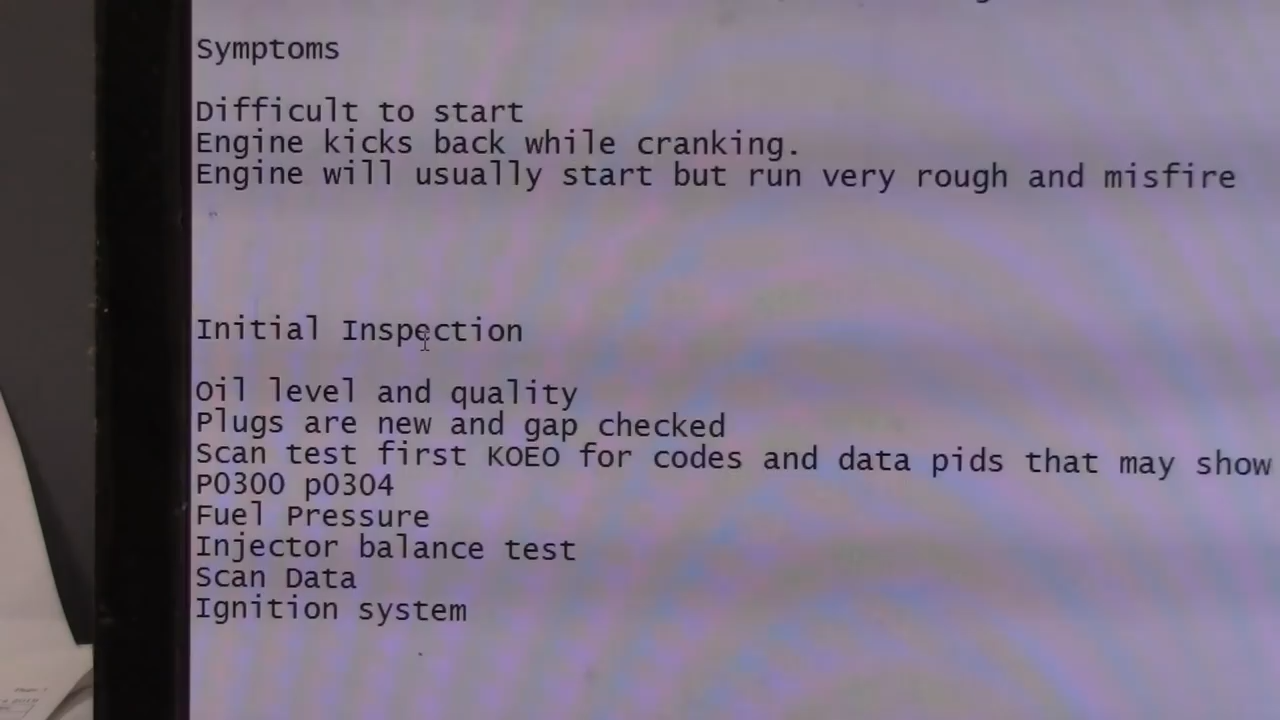 Symptoms
Difficult to start
Engine kicks back while cranking.
Engine will usually start but run very rough and misfire
Initial Inspection
Oil level and quality
Plugs are new and gap checked
Scan test first KOEO for codes and data pids that may show
P0300 p0304
Fuel Pressure
Injector balance test
Scan Data
Ignition system